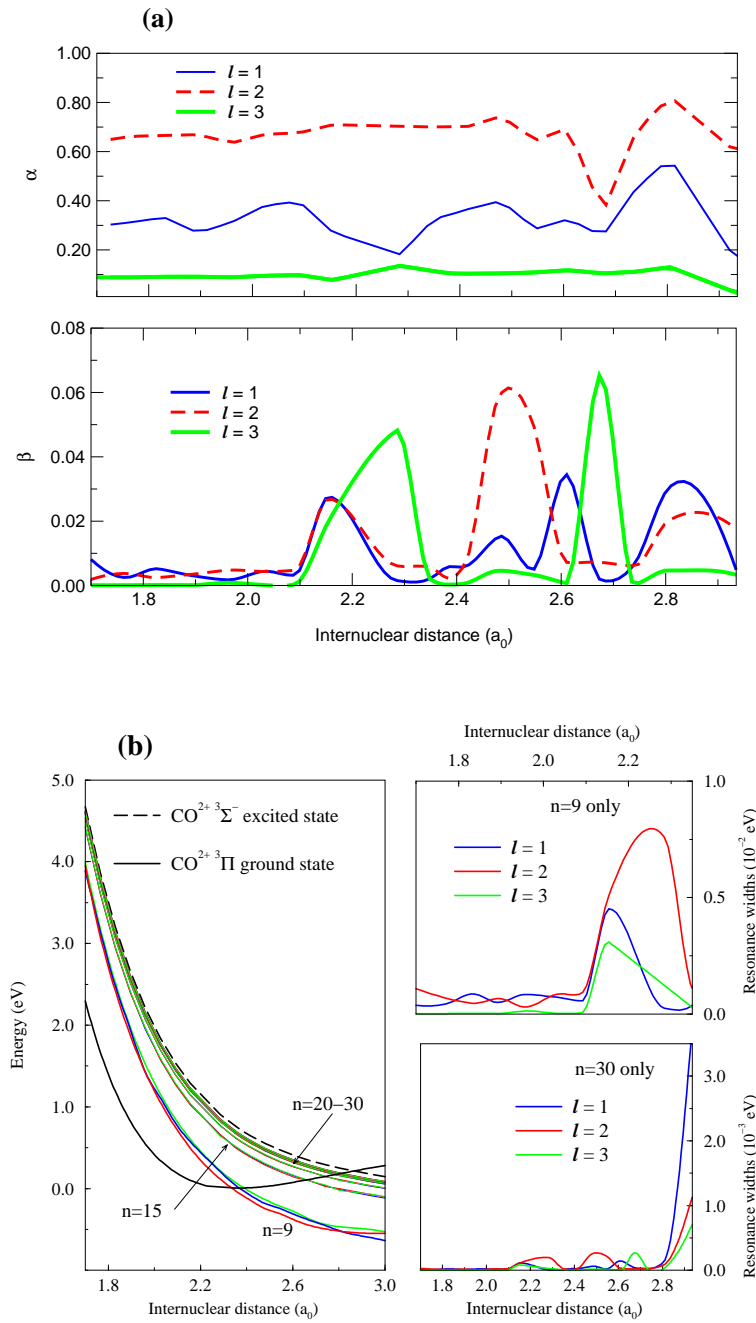 (a)
1.00
0.80
0.60
0.40
0.20
α
l = 1
l = 2
l = 3
0.08
0.06
0.04
0.02
0.00
β
l = 1
l = 2
l = 3
1.8 2.0 2.2 2.4 2.6 2.8
Internuclear distance (a0)
(b)
5.0
4.0
3.0
2.0
1.0
0.0
Energy (eV)
CO2+ 3Σ− excited state
CO2+ 3Π ground state
n=20−30
n=15
n=9
1.8 2.2 2.6 3.0
Internuclear distance (a0)
Internuclear distance (a0)
1.8 2.0 2.2
n=9 only
l = 1
l = 2
l = 3
1.0
0.5
0.0
Resonance widths (10−2 eV)
n=30 only
l = 1
l = 2
l = 3
3.0
2.0
1.0
0.0
Resonance widths (10−3 eV)
1.7 2.0 2.2 2.4 2.6 2.8
Internuclear distance (a0)